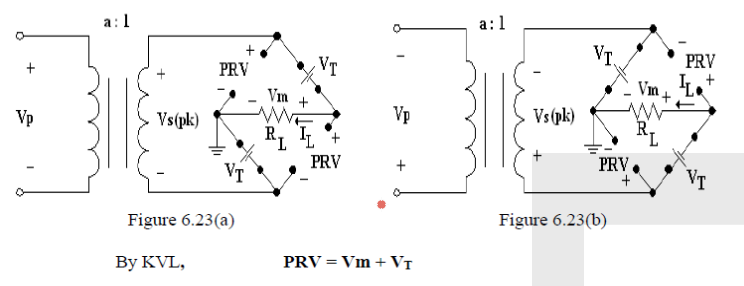 a : 1
+
PRV
V_T
+
+
-
-
Vm
+
Vp
Vs(pk)
R_L
I_L
+
-
V_T
PRV
-
Figure 6.23(a)
a : 1
-
V_T
-
PRV
-
Vm
+
I_L
+
Vp
Vs(pk)
-
R_L
+
+
PRV
-
+
V_T
Figure 6.23(b)
By KVL, PRV = Vm + V_T